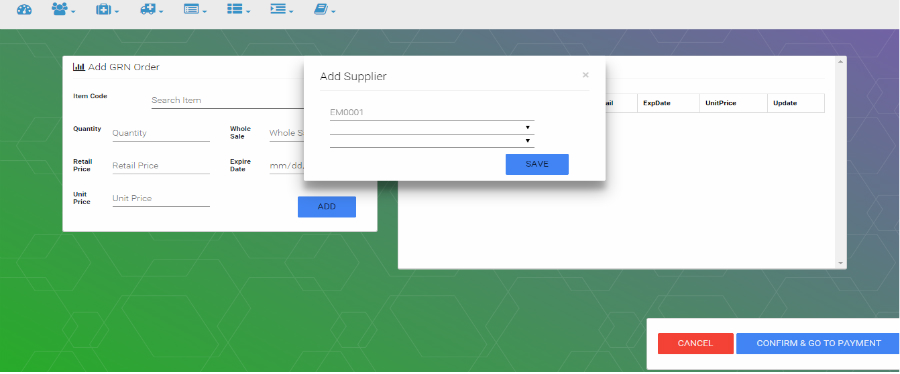 Add GRN Order
Item Code
Search Item
Quantity
Quantity
Whole
Sale
Whole
Retail
Price
Retail Price
Expire
Date
mm/dd/
Unit
Price
Unit Price
ADD
Add Supplier
×
EM0001
SAVE
ExpDate UnitPrice Update
CANCEL CONFIRM & GO TO PAYMENT